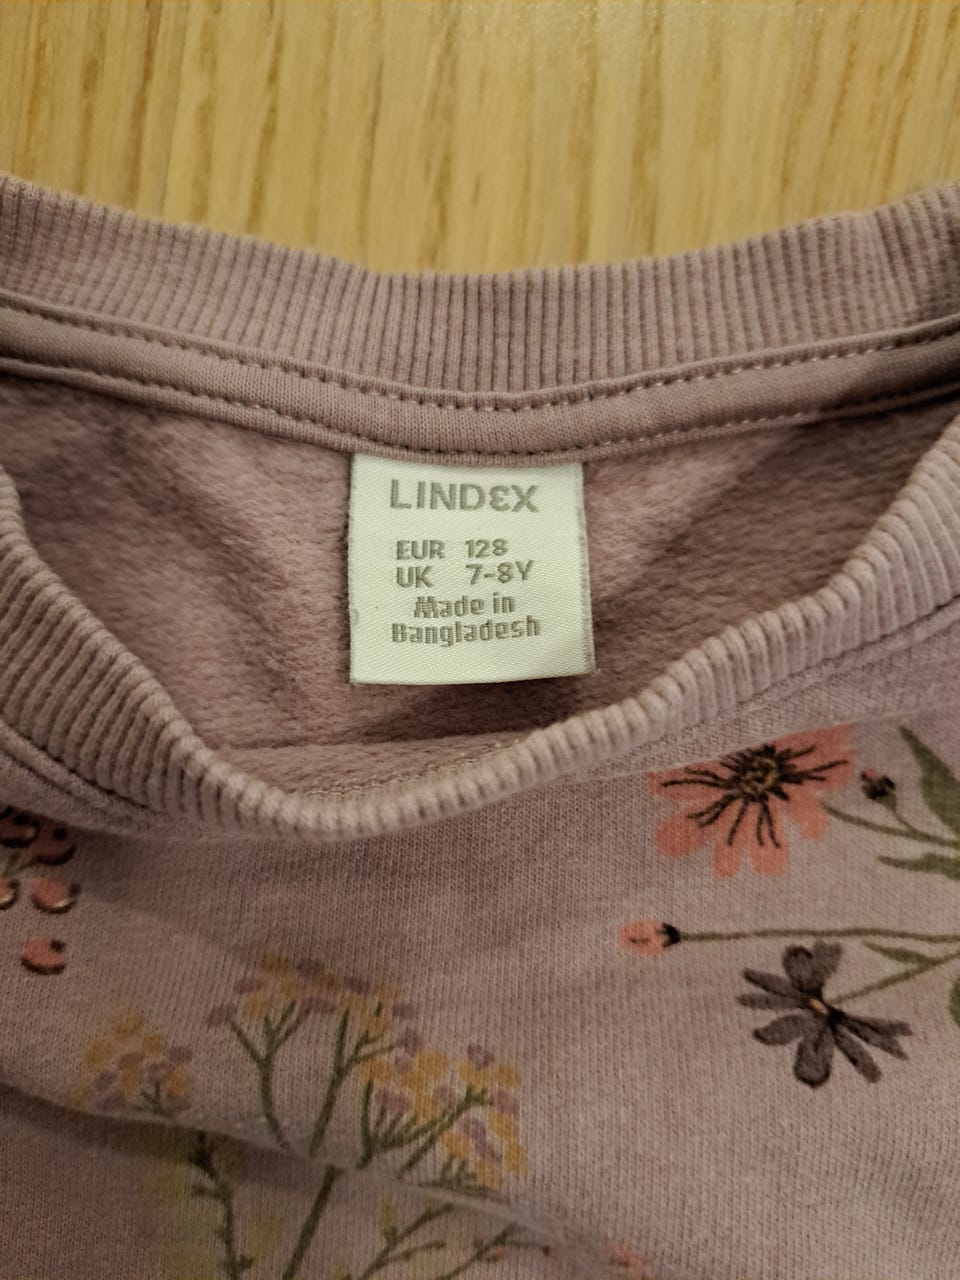 LINDEX
EUR 128
UK 7-8Y
Made in
Bangladesh